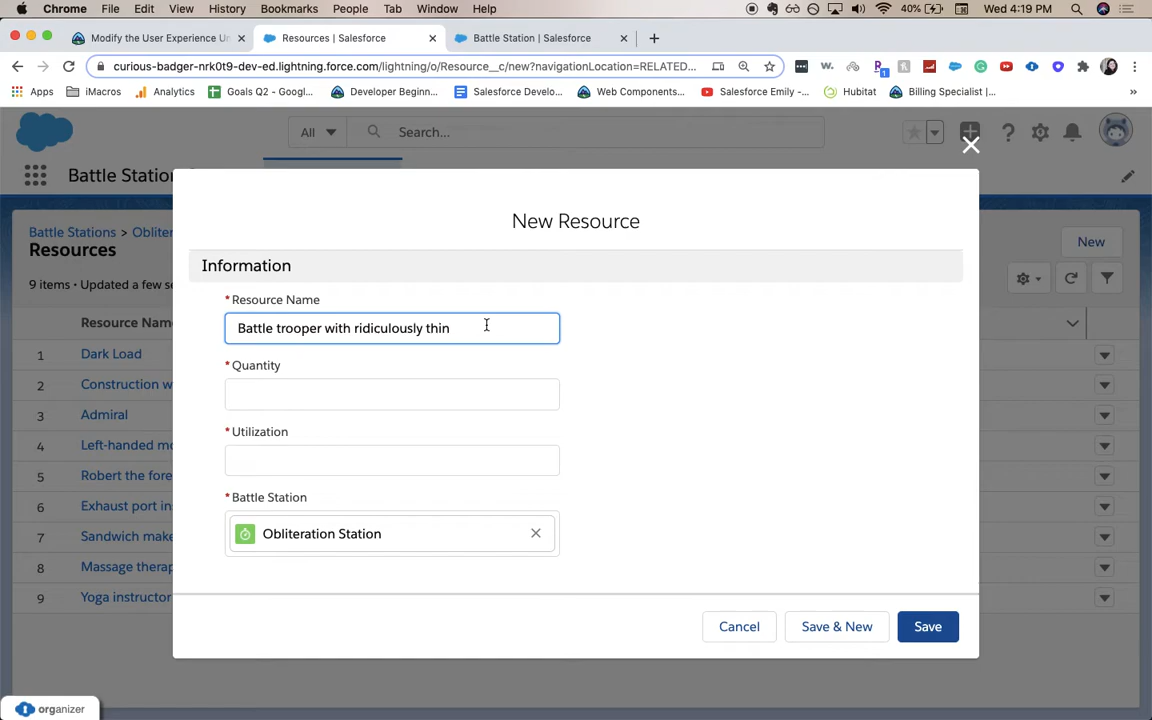 Chrome File Edit View History Bookmarks People Tab Window Help 40% Wed 4:19 PM
Modify the User Experience U Resources | Salesforce Battle Station | Salesforce
curious-badger-nrk0t9-dev-ed.lightning.force.com/lightning/o/Resource__c/new?navigationLocation=RELATED...
Apps iMacros Analytics Goals Q2 - Googl... Developer Beginn... Salesforce Develo... Web Components... Salesforce Emily -... Hubitat Billing Specialist |... »
All Search...
Battle Station
New Resource
Battle Stations > Obliter
Resources
New
Information
9 items • Updated a few se
* Resource Name
Resource Nam
Battle trooper with ridiculously thin
1 Dark Load
* Quantity
2 Construction w
3 Admiral
* Utilization
4 Left-handed mo
5 Robert the fore
* Battle Station
6 Exhaust port in
Obliteration Station
7 Sandwich make
8 Massage therap
9 Yoga instructor
Cancel Save & New Save
organizer